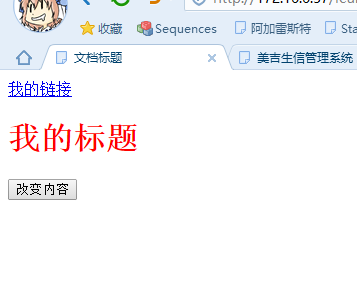 收藏 Sequences 阿加雷斯特
文档标题 美吉生信管理系统
我的链接
我的标题
改变内容